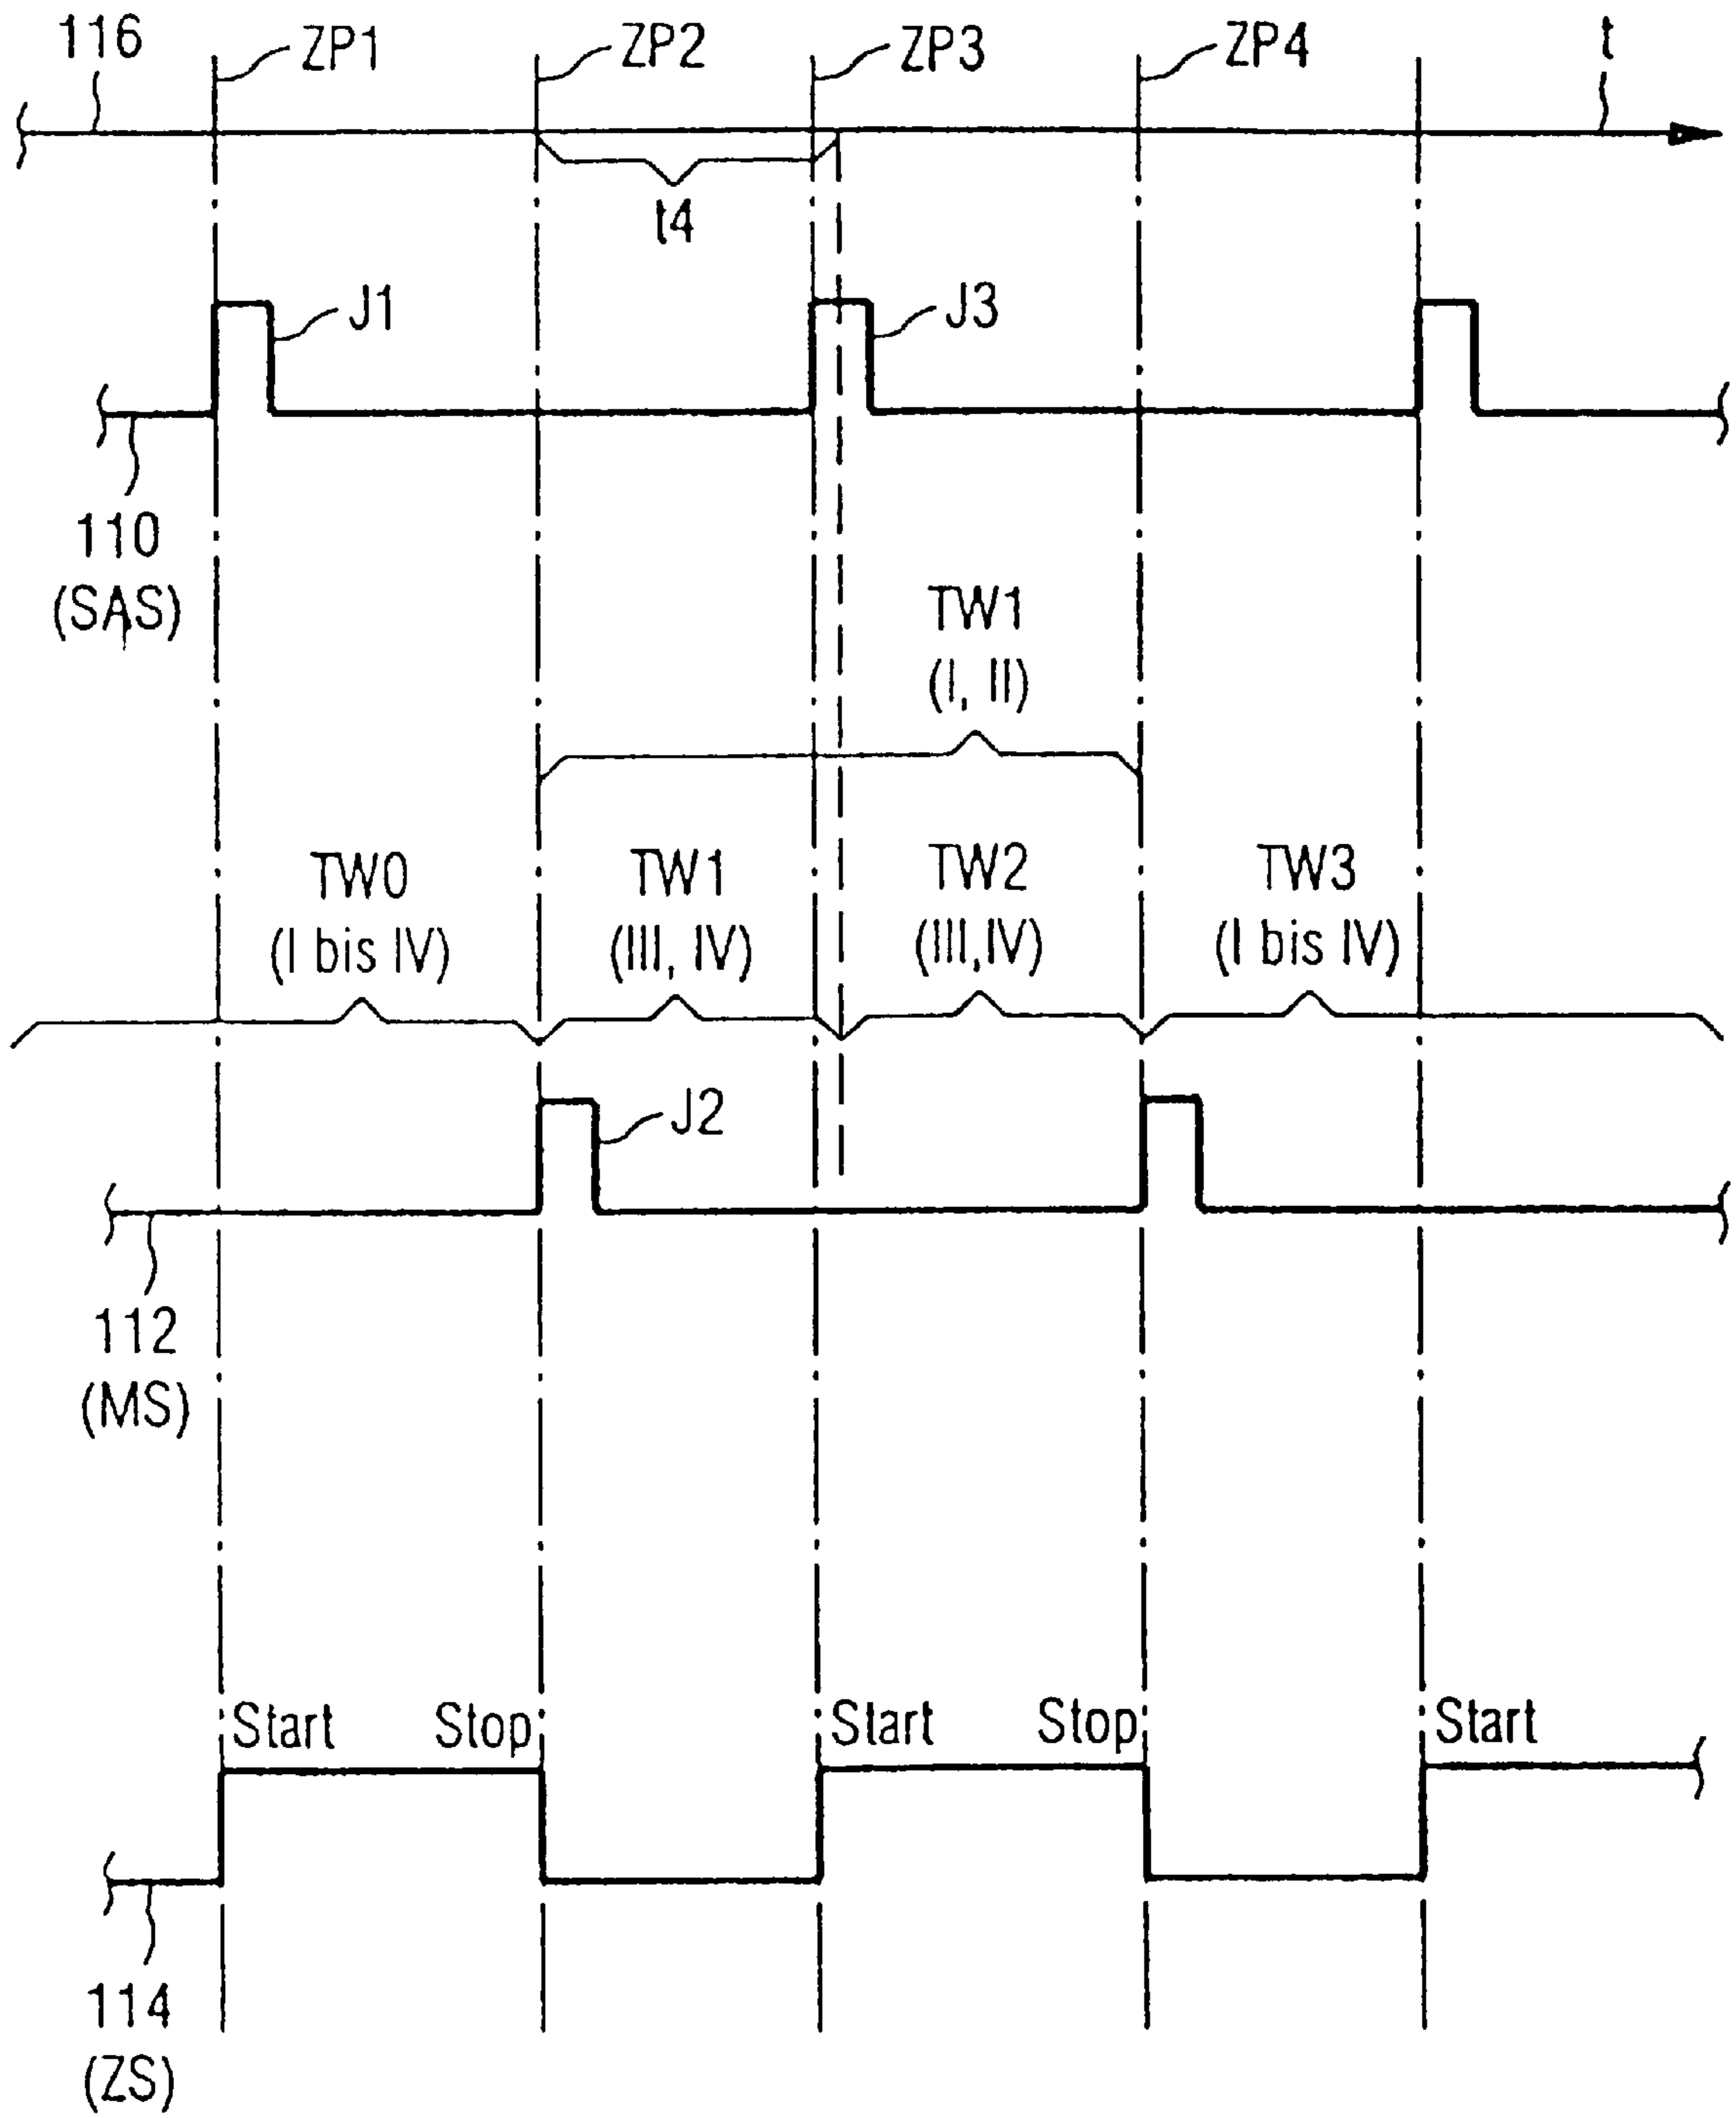 116
ZP1
ZP2
ZP3
ZP4
t
t4
J1
J3
110
(SAS)
TW1
(I, II)
TW0
(I bis IV)
TW1
(III, IV)
TW2
(III,IV)
TW3
(I bis IV)
J2
112
(MS)
Start
Stop
Start
Stop
Start
114
(ZS)